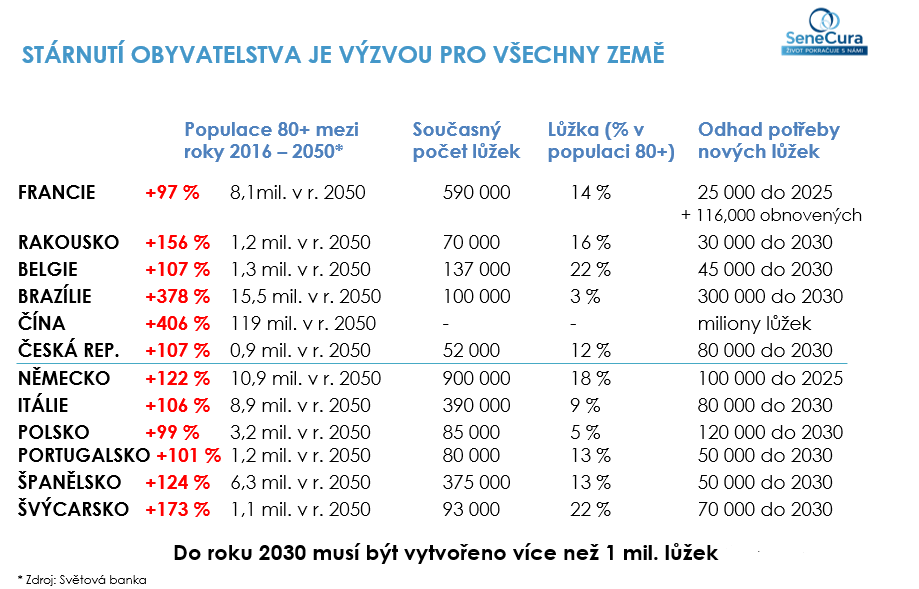 SeneCura
ŽIVOT POKRAČUJE S NÁMI
STÁRNUTÍ OBYVATELSTVA JE VÝZVOU PRO VŠECHNY ZEMĚ
Populace 80+ mezi roky 2016 – 2050* Současný počet lůžek Lůžka (% v populaci 80+) Odhad potřeby nových lůžek
FRANCIE +97 % 8,1mil. v r. 2050 590 000 14 % 25 000 do 2025
+ 116,000 obnovených
RAKOUSKO +156 % 1,2 mil. v r. 2050 70 000 16 % 30 000 do 2030
BELGIE +107 % 1,3 mil. v r. 2050 137 000 22 % 45 000 do 2030
BRAZÍLIE +378 % 15,5 mil. v r. 2050 100 000 3 % 300 000 do 2030
ČÍNA +406 % 119 mil. v r. 2050 - - miliony lůžek
ČESKÁ REP. +107 % 0,9 mil. v r. 2050 52 000 12 % 80 000 do 2030
NĚMECKO +122 % 10,9 mil. v r. 2050 900 000 18 % 100 000 do 2025
ITÁLIE +106 % 8,9 mil. v r. 2050 390 000 9 % 80 000 do 2030
POLSKO +99 % 3,2 mil. v r. 2050 85 000 5 % 120 000 do 2030
PORTUGALSKO +101 % 1,2 mil. v r. 2050 80 000 13 % 50 000 do 2030
ŠPANĚLSKO +124 % 6,3 mil. v r. 2050 375 000 13 % 50 000 do 2030
ŠVÝCARSKO +173 % 1,1 mil. v r. 2050 93 000 22 % 70 000 do 2030
Do roku 2030 musí být vytvořeno více než 1 mil. lůžek
* Zdroj: Světová banka